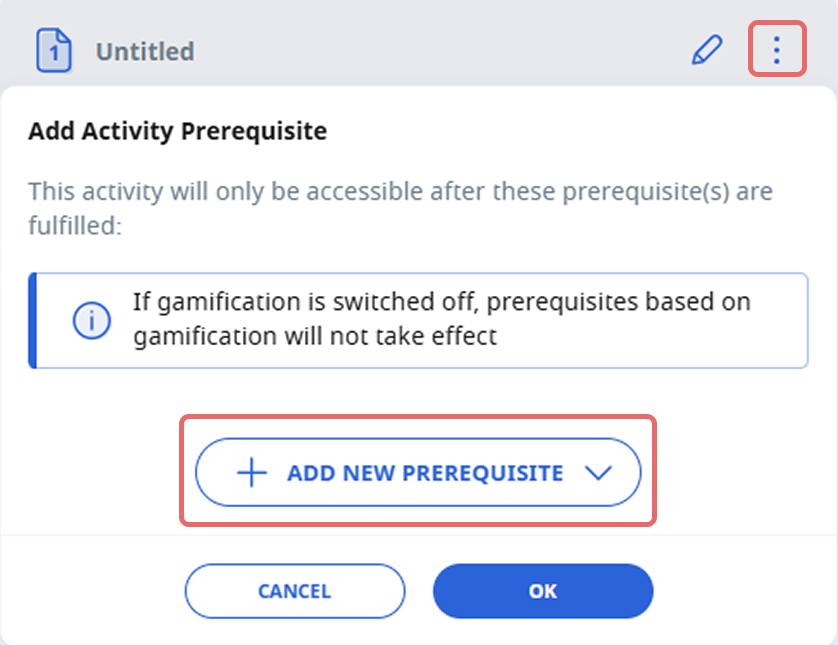 1 Untitled
Add Activity Prerequisite
This activity will only be accessible after these prerequisite(s) are
fulfilled:
If gamification is switched off, prerequisites based on
gamification will not take effect
ADD NEW PREREQUISITE
CANCEL OK